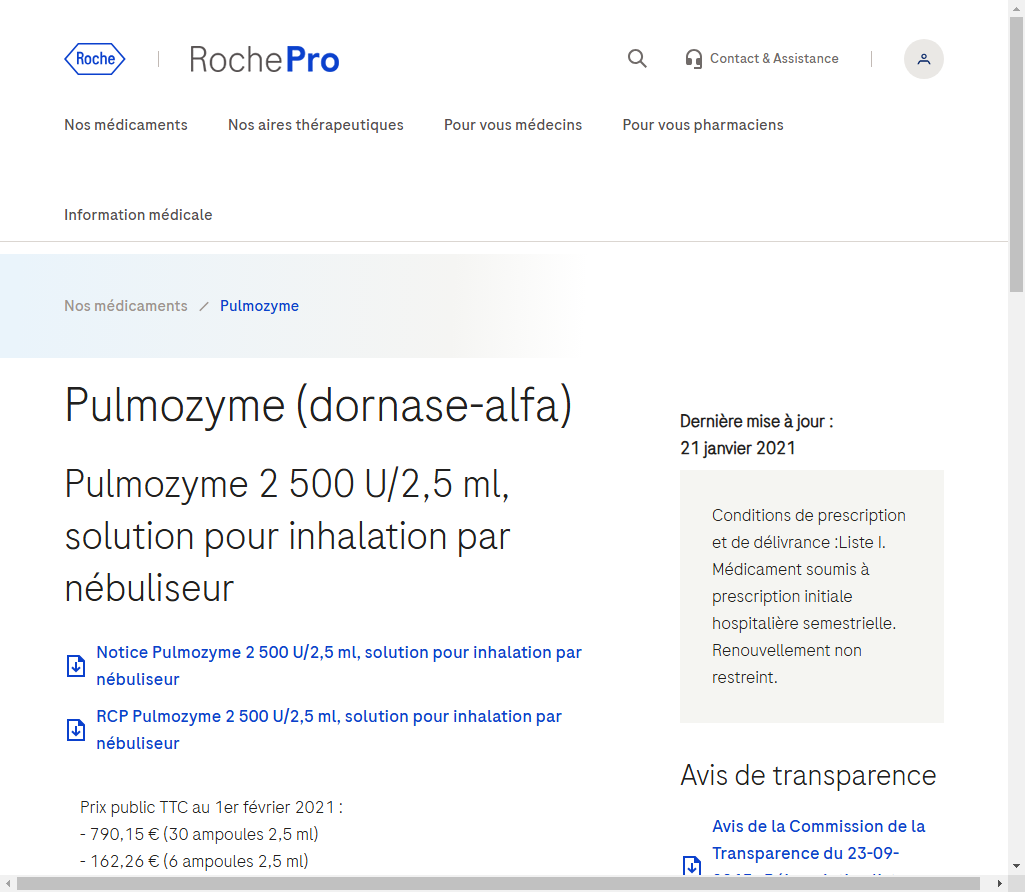 Roche
RochePro
Contact & Assistance
Nos médicaments
Nos aires thérapeutiques
Pour vous médecins
Pour vous pharmaciens
Information médicale
Nos médicaments / Pulmozyme
Pulmozyme (dornase-alfa)
Pulmozyme 2 500 U/2,5 ml,
solution pour inhalation par
nébuliseur
Notice Pulmozyme 2 500 U/2,5 ml, solution pour inhalation par
nébuliseur
RCP Pulmozyme 2 500 U/2,5 ml, solution pour inhalation par
nébuliseur
Prix public TTC au 1er février 2021 :
- 790,15 € (30 ampoules 2,5 ml)
- 162,26 € (6 ampoules 2,5 ml)
Dernière mise à jour :
21 janvier 2021
Conditions de prescription
et de délivrance :Liste I.
Médicament soumis à
prescription initiale
hospitalière semestrielle.
Renouvellement non
restreint.
Avis de transparence
Avis de la Commission de la
Transparence du 23-09-